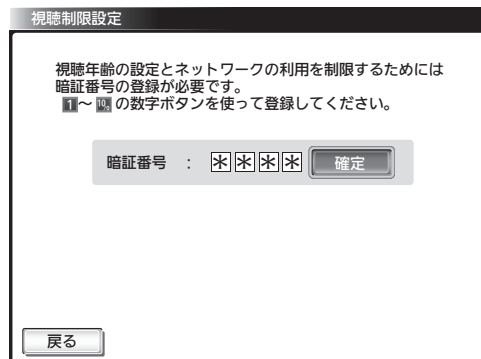 視聴制限設定
視聴年齢の設定とネットワークの利用を制限するためには
暗証番号の登録が必要です。
1～10の数字ボタンを使って登録してください。
暗証番号 : ＊＊＊＊ 確定
戻る